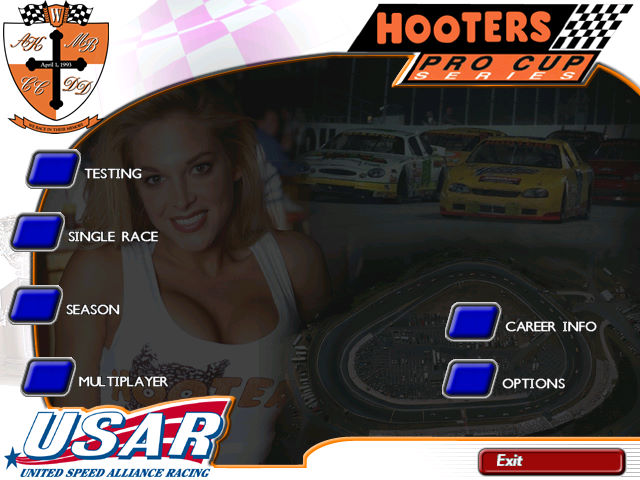 W
AK
MB
April 1, 1993
CC
DD
WE RACE IN THEIR MEMORY
HOOTERS
PRO CUP
SERIES
TESTING
SINGLE RACE
SEASON
CAREER INFO
MULTIPLAYER
OPTIONS
HOOTE
USAR
UNITED SPEED ALLIANCE RACING
Exit